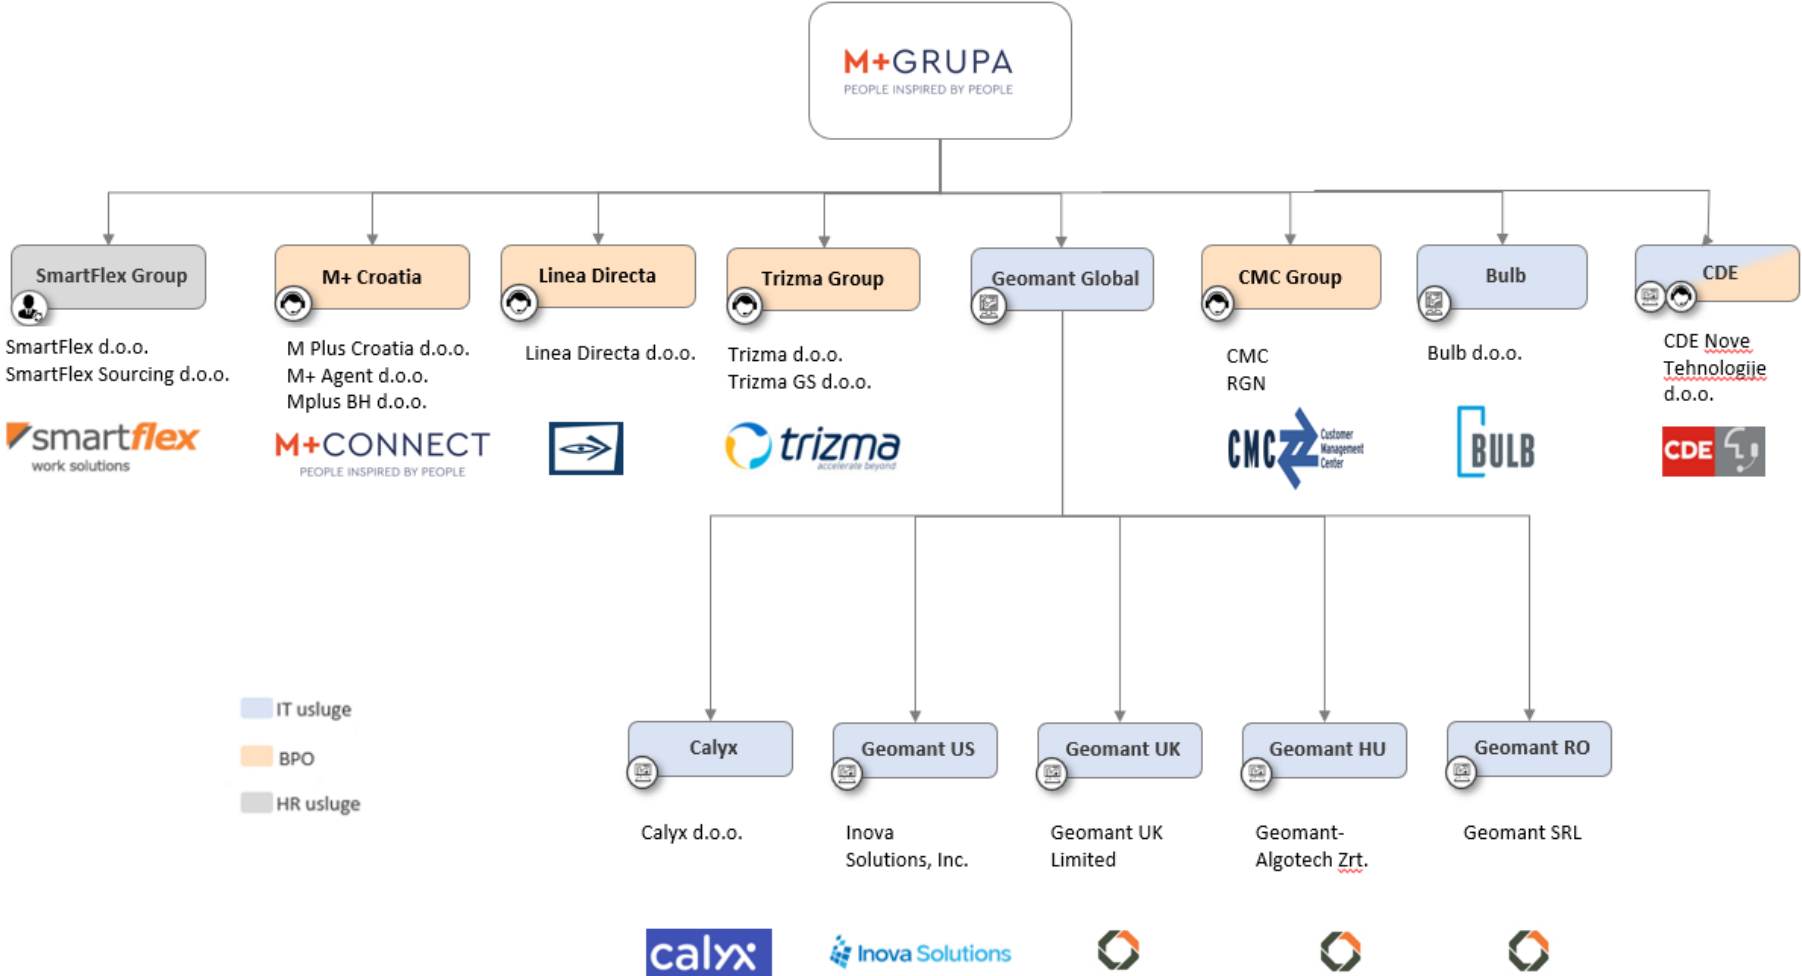 M+GRUPA
PEOPLE INSPIRED BY PEOPLE
SmartFlex Group
M+ Croatia
Linea Directa
Trizma Group
Geomant Global
CMC Group
Bulb
CDE
SmartFlex d.o.o.
SmartFlex Sourcing d.o.o.
smartflex
work solutions
M Plus Croatia d.o.o.
M+ Agent d.o.o.
Mplus BH d.o.o.
M+CONNECT
PEOPLE INSPIRED BY PEOPLE
Linea Directa d.o.o.
Trizma d.o.o.
Trizma GS d.o.o.
trizma
accelerate beyond
CMC
RGN
CMC
Customer
Management
Center
Bulb d.o.o.
BULB
CDE Nove
Tehnologije
d.o.o.
CDE
IT usluge
BPO
HR usluge
Calyx
Geomant US
Geomant UK
Geomant HU
Geomant RO
Calyx d.o.o.
Inova
Solutions, Inc.
Geomant UK
Limited
Geomant-
Algotech Zrt.
Geomant SRL
calyx
Inova Solutions